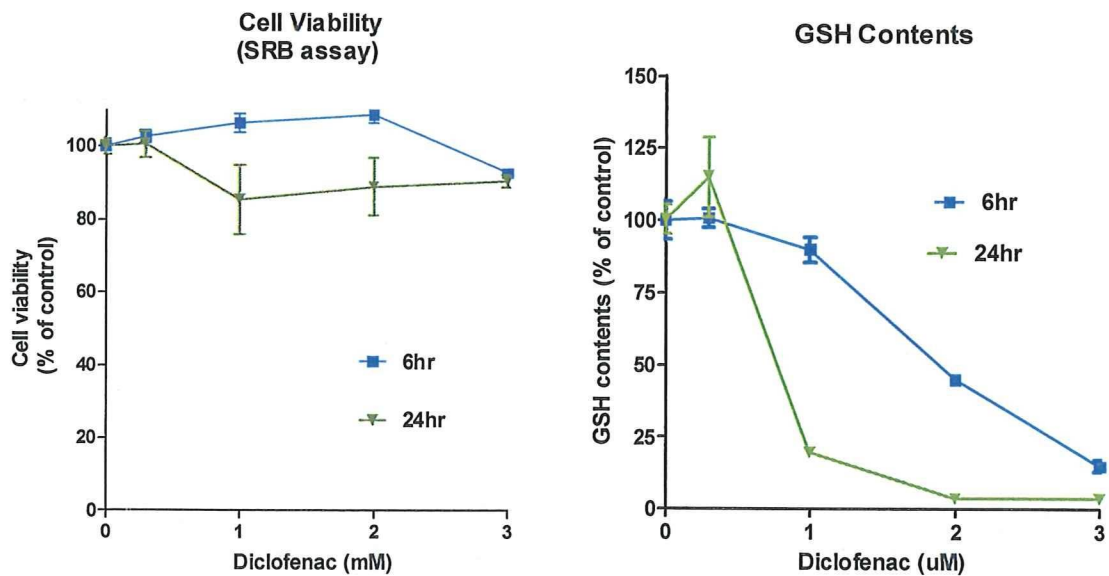 Cell Viability
(SRB assay)
100
80
60
40
20
0
0
1
2
3
Cell viability
(% of control)
Diclofenac (mM)
6hr
24hr
GSH Contents
150
125
100
75
50
25
0
0
1
2
3
GSH contents (% of control)
Diclofenac (uM)
6hr
24hr